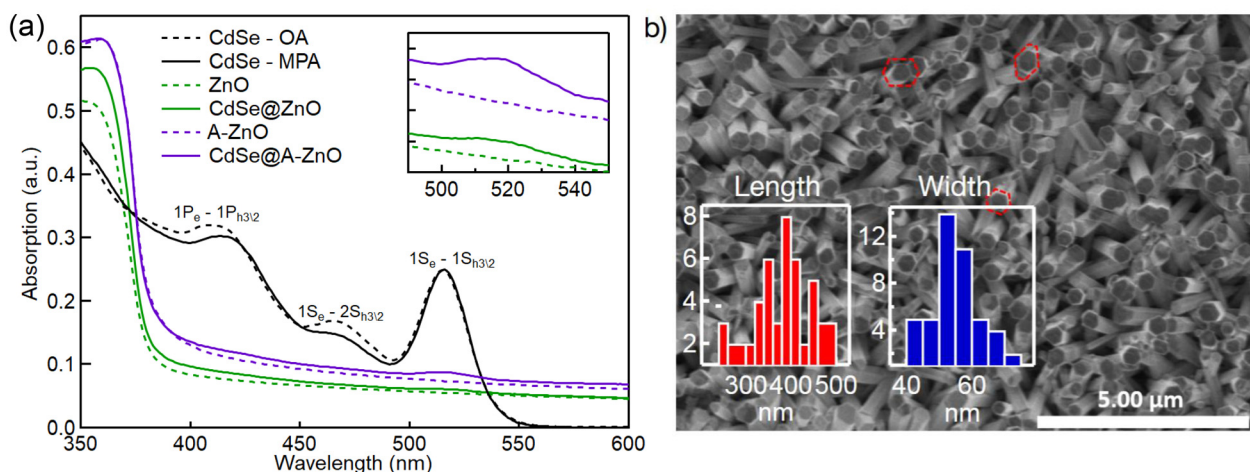 (a)
0.6
0.5
0.4
0.3
0.2
0.1
0.0
Absorption (a.u.)
350
400
450
500
550
600
Wavelength (nm)
CdSe - OA
CdSe - MPA
ZnO
CdSe@ZnO
A-ZnO
CdSe@A-ZnO
500
520
540
1Pe - 1Ph3\2
1Se - 2Sh3\2
1Se - 1Sh3\2
b)
Length
8
6
4
2
300 400 500
nm
Width
12
8
4
40 60
nm
5.00 µm